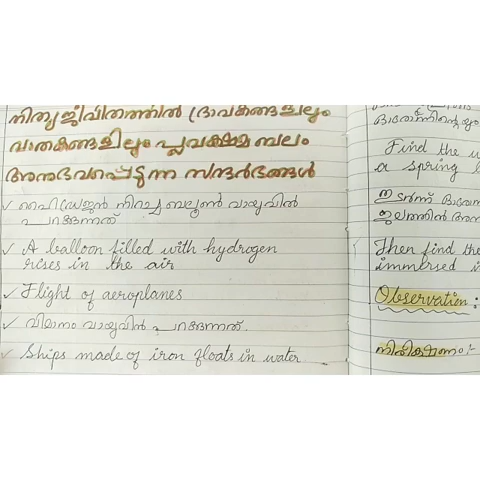 നിത്യജീവിതത്തിൽ ദ്രാവകങ്ങളിലും
വാതകങ്ങളിലും പ്ലവക്ഷമബലം
അനുഭവപ്പെടുന്ന സന്ദർഭങ്ങൾ
✓ ഹൈഡ്രജൻ നിറച്ച ബലൂൺ വായുവിൽ
പറക്കുന്നത്
✓ A balloon filled with hydrogen
rises in the air
✓ Flight of aeroplanes
✓ വിമാനം വായുവിൽ പറക്കുന്നത്.
✓ Ships made of iron floats in water
Find the
a spring
Then find the
immersed
Observation:
നിരീക്ഷണം:-